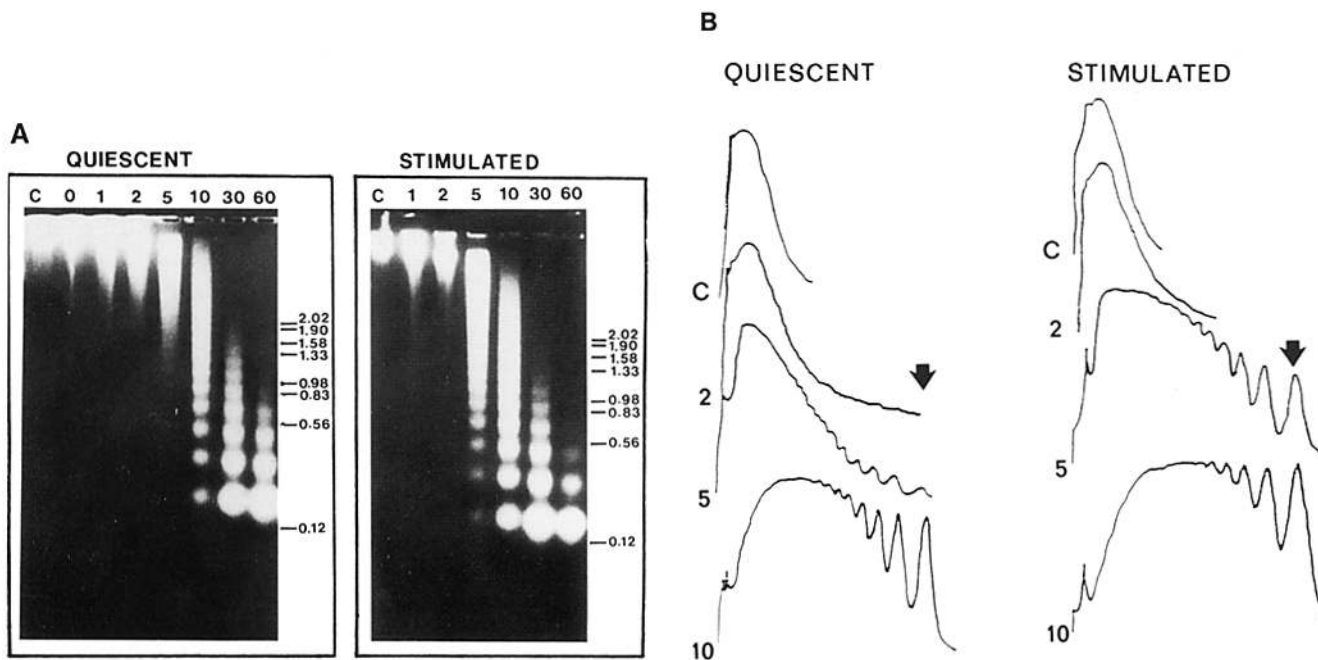 A
QUIESCENT
C 0 1 2 5 10 30 60
2.02
1.90
1.58
1.33
0.98
0.83
0.56
0.12
STIMULATED
C 1 2 5 10 30 60
2.02
1.90
1.58
1.33
0.98
0.83
0.56
0.12
B
QUIESCENT
C
2
5
10
STIMULATED
C
2
5
10